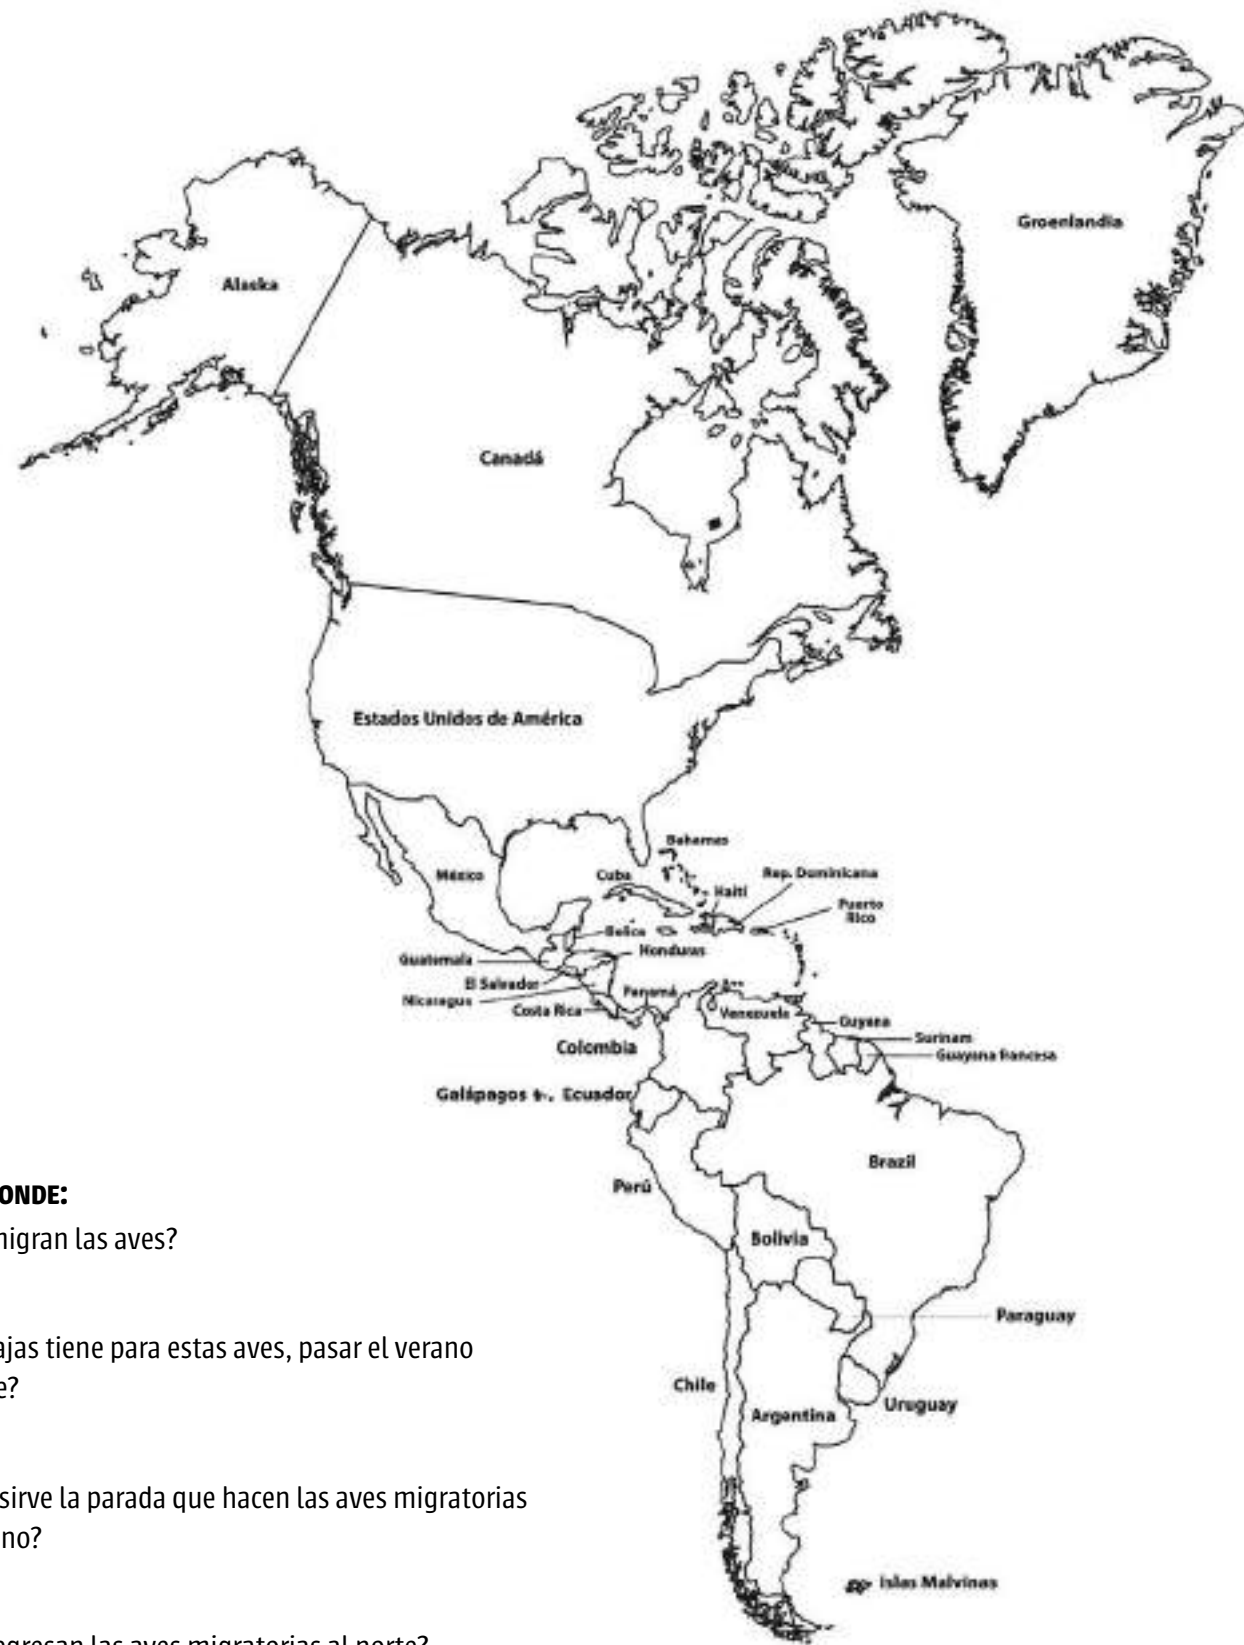 Groenlandia
Alaska
Canadá
Estados Unidos de América
Bahamas
México
Cuba
Rep. Dominicana
Haití
Puerto
Rico
Belice
Honduras
Guatemala
El Salvador
Nicaragua
Panamá
Costa Rica
Venezuela
Guyana
Surinam
Guayana francesa
Colombia
Galápagos
Ecuador
Brazil
Perú
Bolivia
Paraguay
Chile
Argentina
Uruguay
Islas Malvinas
ONDE:
migran las aves?
ajas tiene para estas aves, pasar el verano
e?
sirve la parada que hacen las aves migratorias
no?
egresan las aves migratorias al norte?